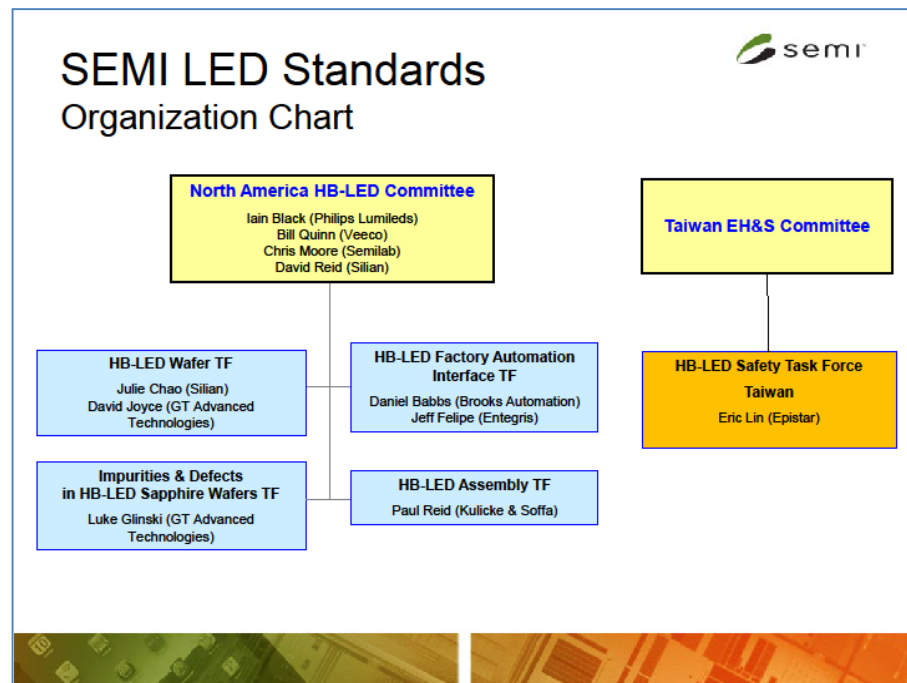 SEMI LED Standards
Organization Chart
semi
North America HB-LED Committee
Iain Black (Philips Lumileds)
Bill Quinn (Veeco)
Chris Moore (Semilab)
David Reid (Silian)
Taiwan EH&S Committee
HB-LED Wafer TF
Julie Chao (Silian)
David Joyce (GT Advanced
Technologies)
HB-LED Factory Automation
Interface TF
Daniel Babbs (Brooks Automation)
Jeff Felipe (Entegris)
HB-LED Safety Task Force
Taiwan
Eric Lin (Epistar)
Impurities & Defects
in HB-LED Sapphire Wafers TF
Luke Glinski (GT Advanced
Technologies)
HB-LED Assembly TF
Paul Reid (Kulicke & Soffa)